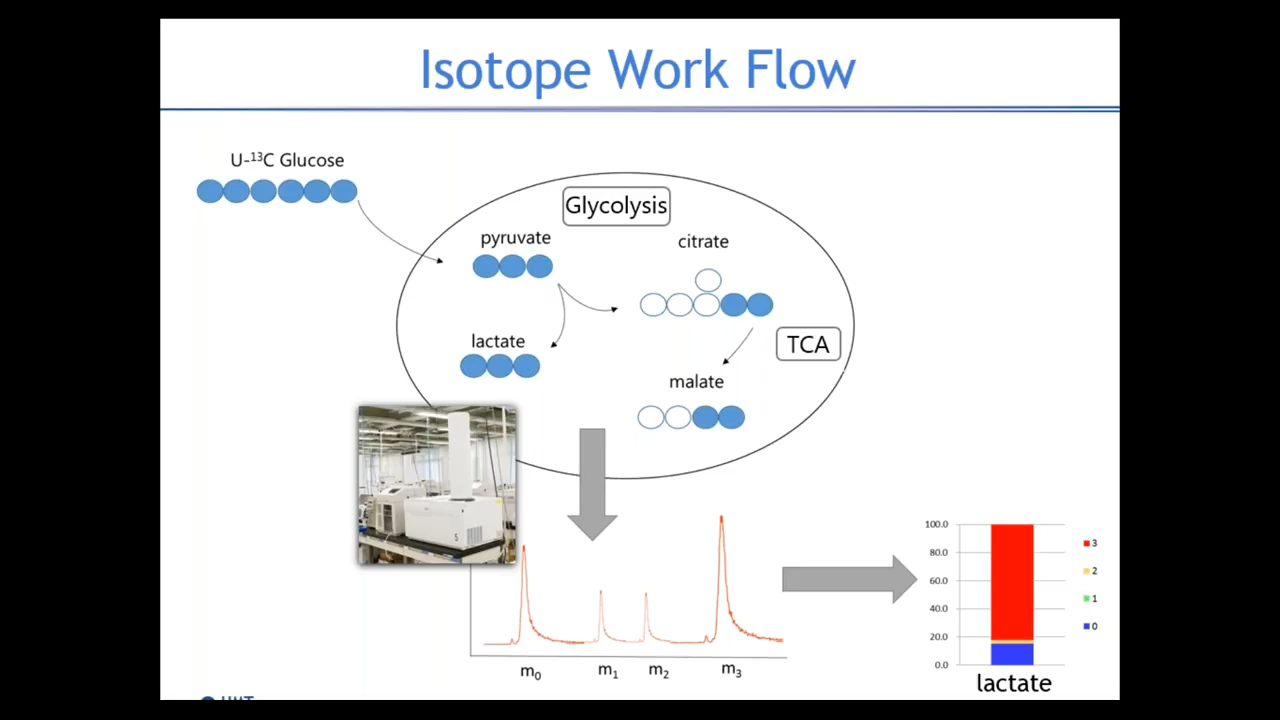 Isotope Work Flow
U-¹³C Glucose
Glycolysis
pyruvate
citrate
lactate
TCA
malate
m₀
m₁
m₂
m₃
100.0
80.0
60.0
40.0
20.0
0.0
3
2
1
0
lactate